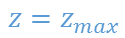 z = z_max